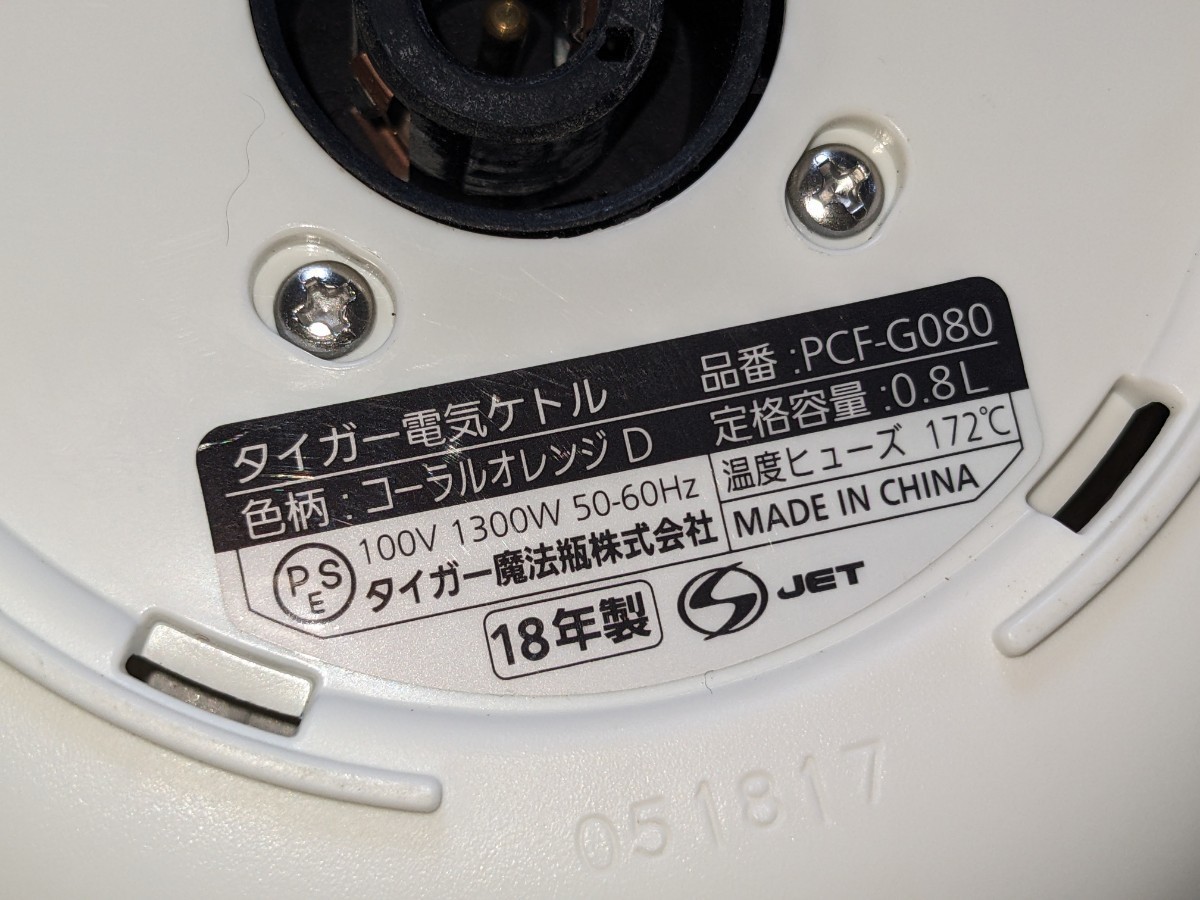 タイガー電気ケトル 品番:PCF-G080
色柄:コーラルオレンジ D 定格容量:0.8L
100V 1300W 50-60Hz 温度ヒューズ 172℃
PSE タイガー魔法瓶株式会社 MADE IN CHINA
18年製 S JET
051817